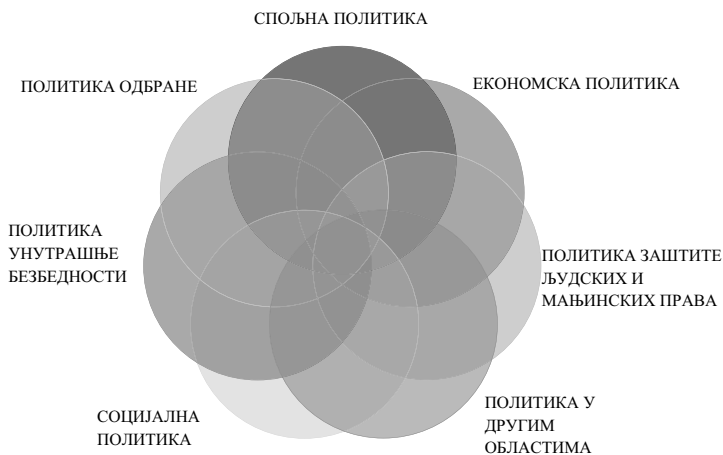 СПОЉНА ПОЛИТИКА
ПОЛИТИКА ОДБРАНЕ
ЕКОНОМСКА ПОЛИТИКА
ПОЛИТИКА
УНУТРАШЊЕ
БЕЗБЕДНОСТИ
ПОЛИТИКА ЗАШТИТЕ
ЉУДСКИХ И
МАЊИНСКИХ ПРАВА
СОЦИЈАЛНА
ПОЛИТИКА
ПОЛИТИКА У
ДРУГИМ
ОБЛАСТИМА